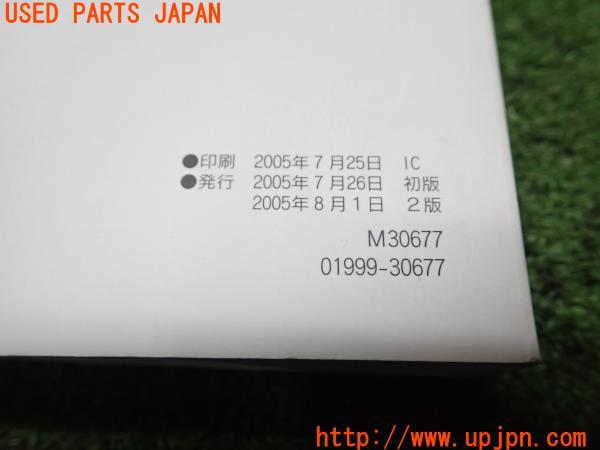 USED PARTS JAPAN
●印刷 2005年7月25日 IC
●発行 2005年7月26日 初版
2005年8月1日 2版
M30677
01999-30677
http://www.upjpn.com/